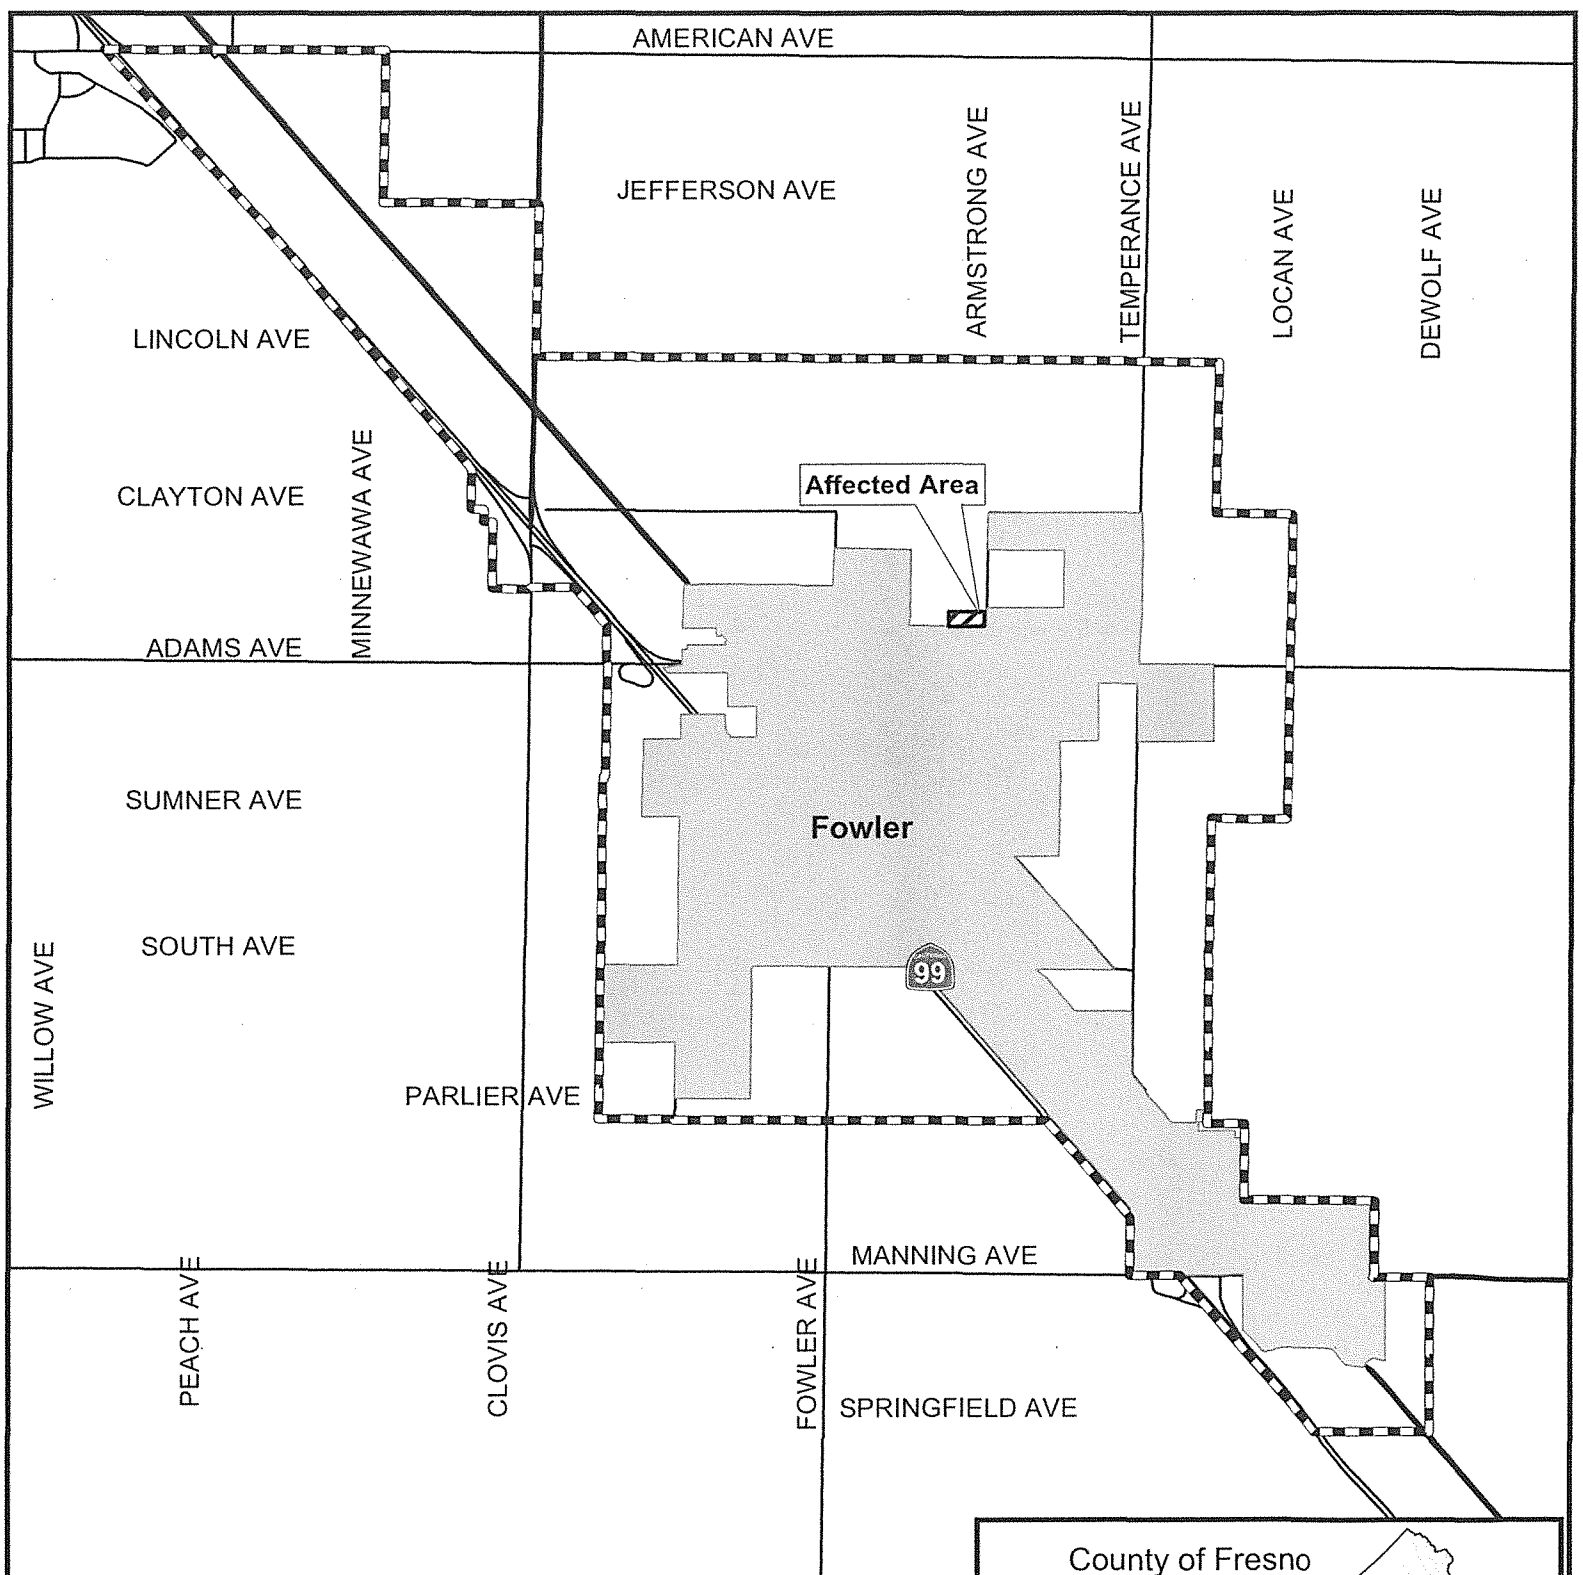 AMERICAN AVE
JEFFERSON AVE
ARMSTRONG AVE
TEMPERANCE AVE
LOCAN AVE
DEWOLF AVE
LINCOLN AVE
MINNEWAWA AVE
Affected Area
CLAYTON AVE
ADAMS AVE
SUMNER AVE
Fowler
SOUTH AVE
WILLOW AVE
99
PARLIER AVE
MANNING AVE
PEACH AVE
CLOVIS AVE
FOWLER AVE
SPRINGFIELD AVE
County of Fresno